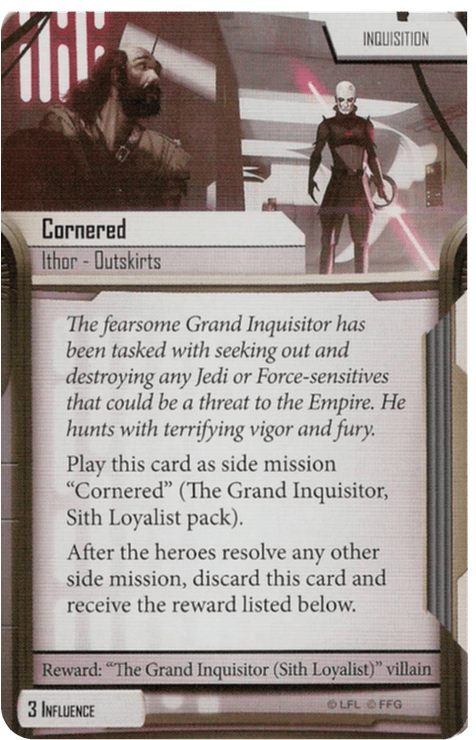 INQUISITION
Cornered
Ithor - Outskirts
The fearsome Grand Inquisitor has
been tasked with seeking out and
destroying any Jedi or Force-sensitives
that could be a threat to the Empire. He
hunts with terrifying vigor and fury.
Play this card as side mission
“Cornered” (The Grand Inquisitor,
Sith Loyalist pack).
After the heroes resolve any other
side mission, discard this card and
receive the reward listed below.
Reward: “The Grand Inquisitor (Sith Loyalist)” villain
3 INFLUENCE
© LFL © FFG